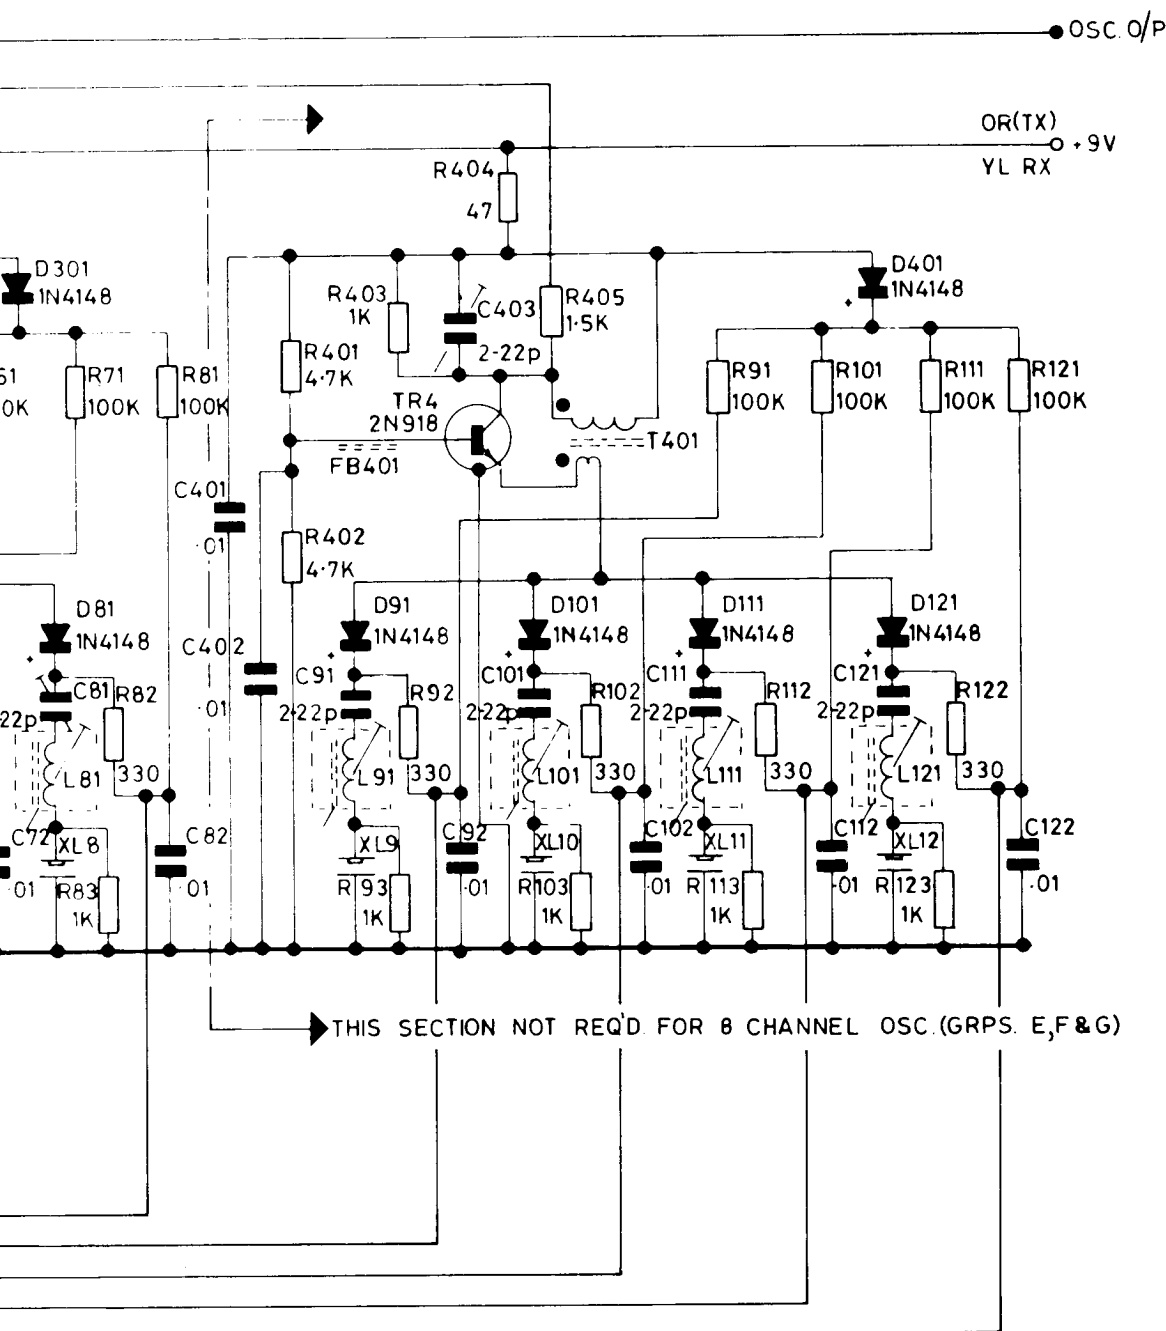 OSC. O/P
OR(TX)
+9V
YL RX
R404
47
D301
1N4148
R403
1K
C403
2-22p
R405
1·5K
D401
1N4148
+
R401
4·7K
61
0K
R71
100K
R81
100K
TR4
2N918
FB401
T401
R91
100K
R101
100K
R111
100K
R121
100K
C401
·01
R402
4·7K
D81
1N4148
+
C402
·01
D91
1N4148
+
D101
1N4148
+
D111
1N4148
+
D121
1N4148
+
C81
22p
R82
330
L81
C91
2-22p
R92
330
L91
C101
2-22p
R102
330
L101
C111
2-22p
R112
330
L111
C121
2-22p
R122
330
L121
C72
·01
XL8
R83
1K
C82
·01
XL9
R93
1K
C92
·01
XL10
R103
1K
C102
·01
XL11
R113
1K
C112
·01
XL12
R123
1K
C122
·01
THIS SECTION NOT REQ'D. FOR 8 CHANNEL OSC.(GRPS. E,F&G)